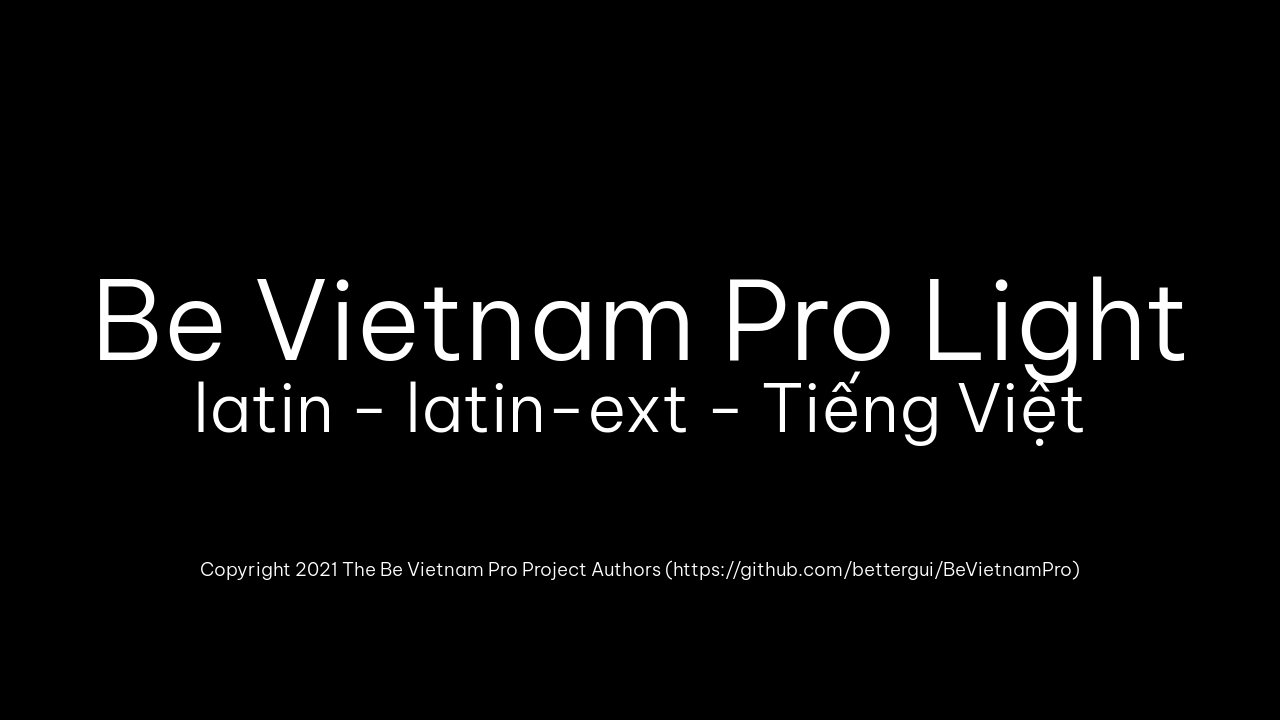 Be Vietnam Pro Light
latin - latin-ext - Tiếng Việt
Copyright 2021 The Be Vietnam Pro Project Authors (https://github.com/bettergui/BeVietnamPro)